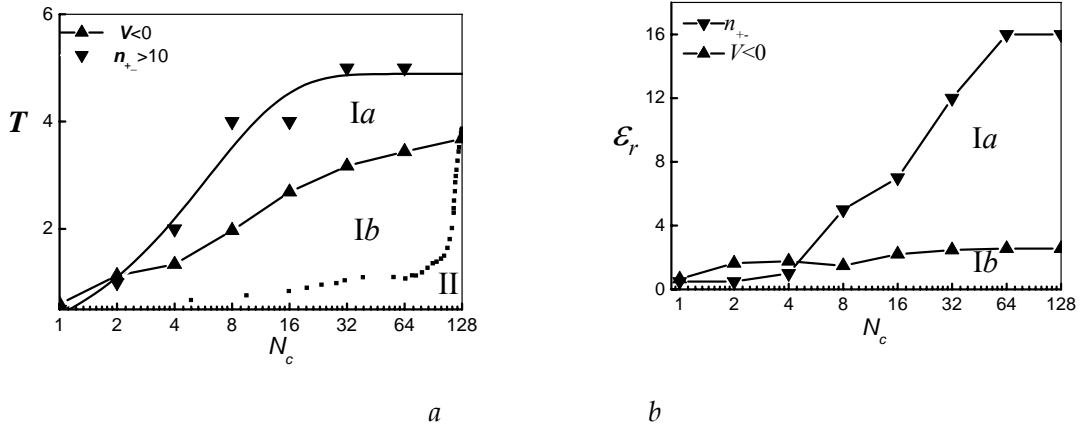 6
V<0
n+_>10
T
4
2
Ia
Ib
II
1 2 4 8 16 32 64 128
Nc
a
n+-
V<0
16
12
εr
8
4
0
Ia
Ib
1 2 4 8 16 32 64 128
Nc
b